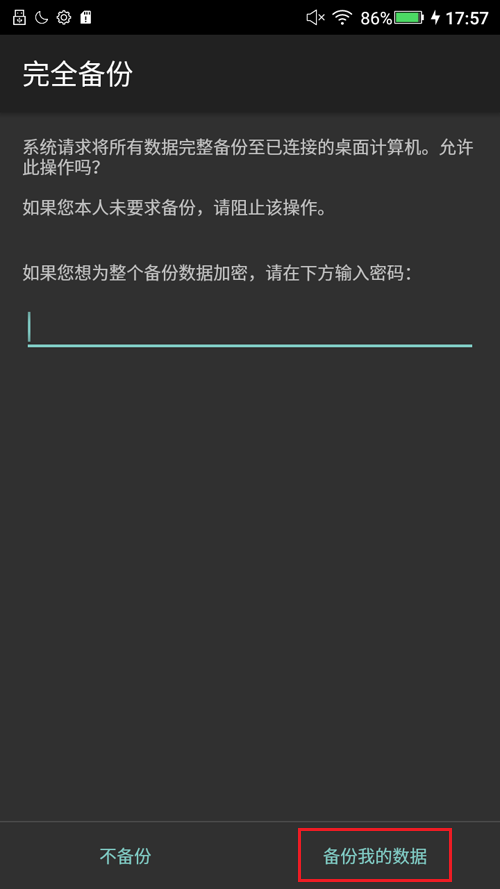 86% 17:57
完全备份
系统请求将所有数据完整备份至已连接的桌面计算机。允许
此操作吗？
如果您本人未要求备份，请阻止该操作。
如果您想为整个备份数据加密，请在下方输入密码：
不备份 备份我的数据